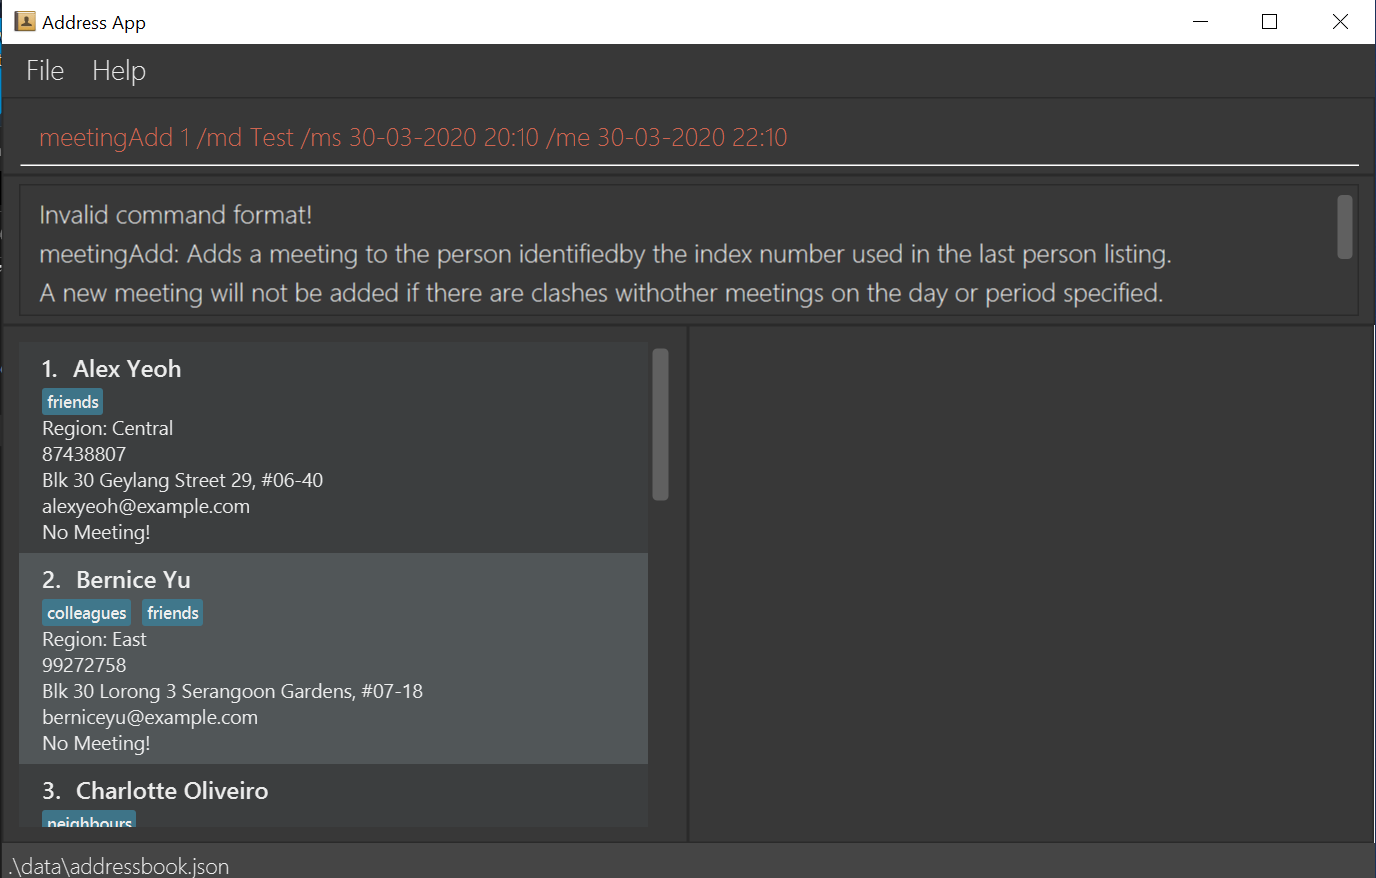 Address App
File Help
meetingAdd 1 /md Test /ms 30-03-2020 20:10 /me 30-03-2020 22:10
Invalid command format!
meetingAdd: Adds a meeting to the person identifiedby the index number used in the last person listing.
A new meeting will not be added if there are clashes withother meetings on the day or period specified.
1. Alex Yeoh
friends
Region: Central
87438807
Blk 30 Geylang Street 29, #06-40
alexyeoh@example.com
No Meeting!
2. Bernice Yu
colleagues friends
Region: East
99272758
Blk 30 Lorong 3 Serangoon Gardens, #07-18
berniceyu@example.com
No Meeting!
3. Charlotte Oliveiro
neighbours
.\data\addressbook.json